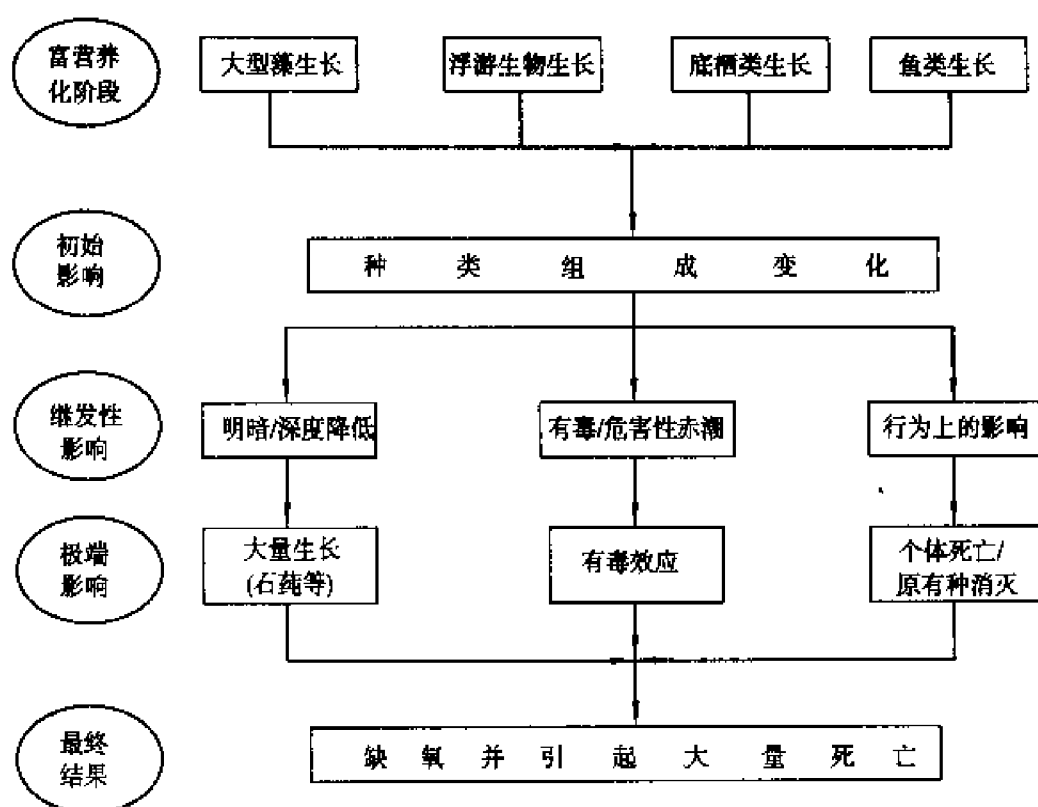 富营养
化阶段
大型藻生长
浮游生物生长
底栖类生长
鱼类生长
初始
影响
种类组成变化
继发性
影响
明暗/深度降低
有毒/危害性赤潮
行为上的影响
极端
影响
大量生长
(石莼等)
有毒效应
个体死亡/
原有种消灭
最终
结果
缺氧并引起大量死亡